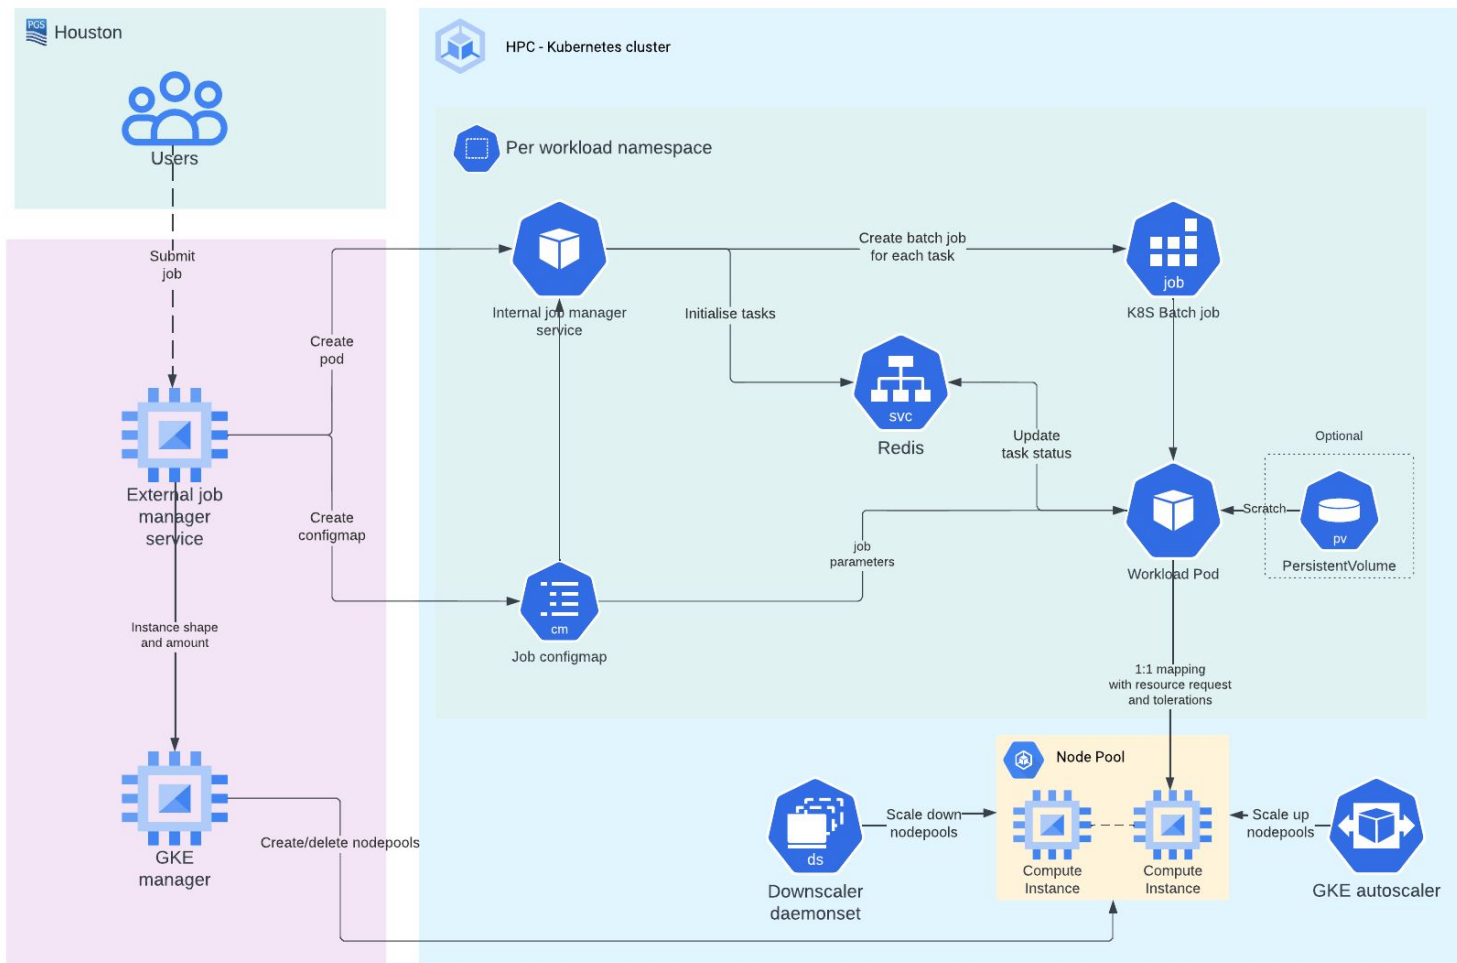 PGS
Houston
Users
Submit
job
External job
manager
service
Instance shape
and amount
GKE
manager
Create/delete nodepools
Create
pod
Create
configmap
HPC - Kubernetes cluster
Per workload namespace
Internal job manager
service
Create batch job
for each task
job
K8S Batch job
Initialise tasks
svc
Redis
Update
task status
Optional
Scratch
pv
PersistentVolume
Workload Pod
job
parameters
cm
Job configmap
1:1 mapping
with resource request
and tolerations
Node Pool
Compute
Instance
Compute
Instance
ds
Downscaler
daemonset
Scale down
nodepools
Scale up
nodepools
GKE autoscaler